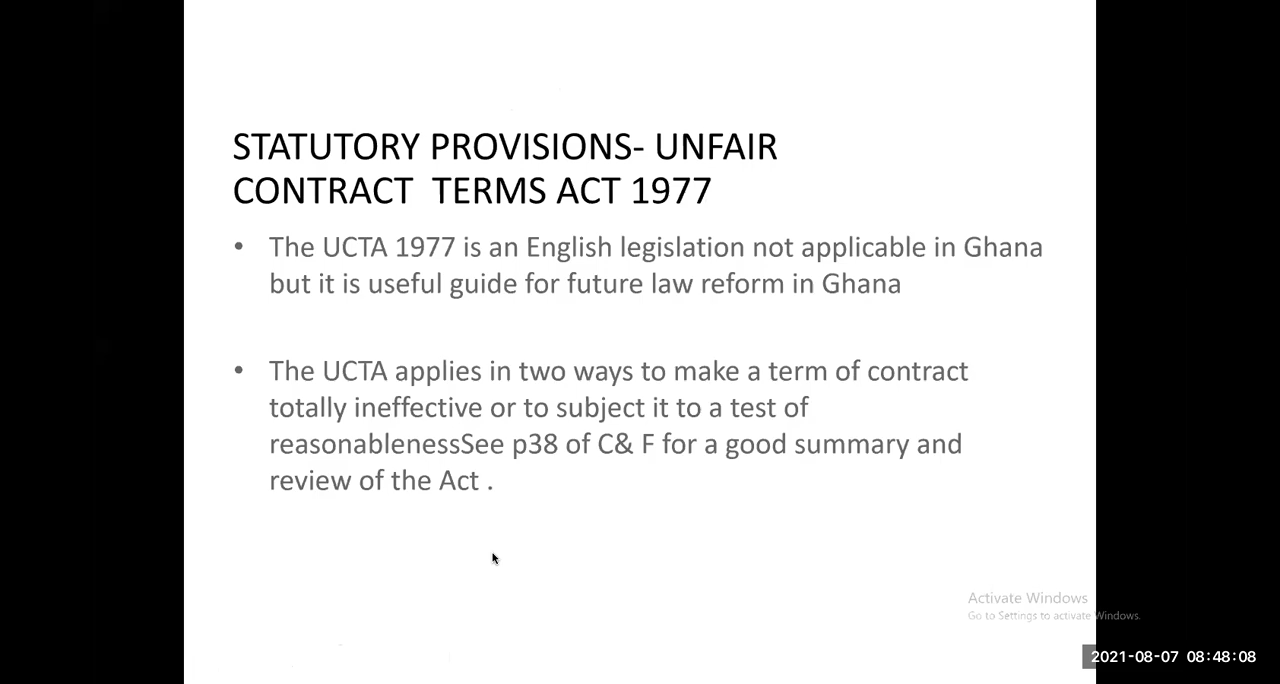 STATUTORY PROVISIONS- UNFAIR
CONTRACT  TERMS ACT 1977
• The UCTA 1977 is an English legislation not applicable in Ghana
but it is useful guide for future law reform in Ghana
• The UCTA applies in two ways to make a term of contract
totally ineffective or to subject it to a test of
reasonablenessSee p38 of C& F for a good summary and
review of the Act .
Activate Windows
Go to Settings to activate Windows.
2021-08-07  08:48:08